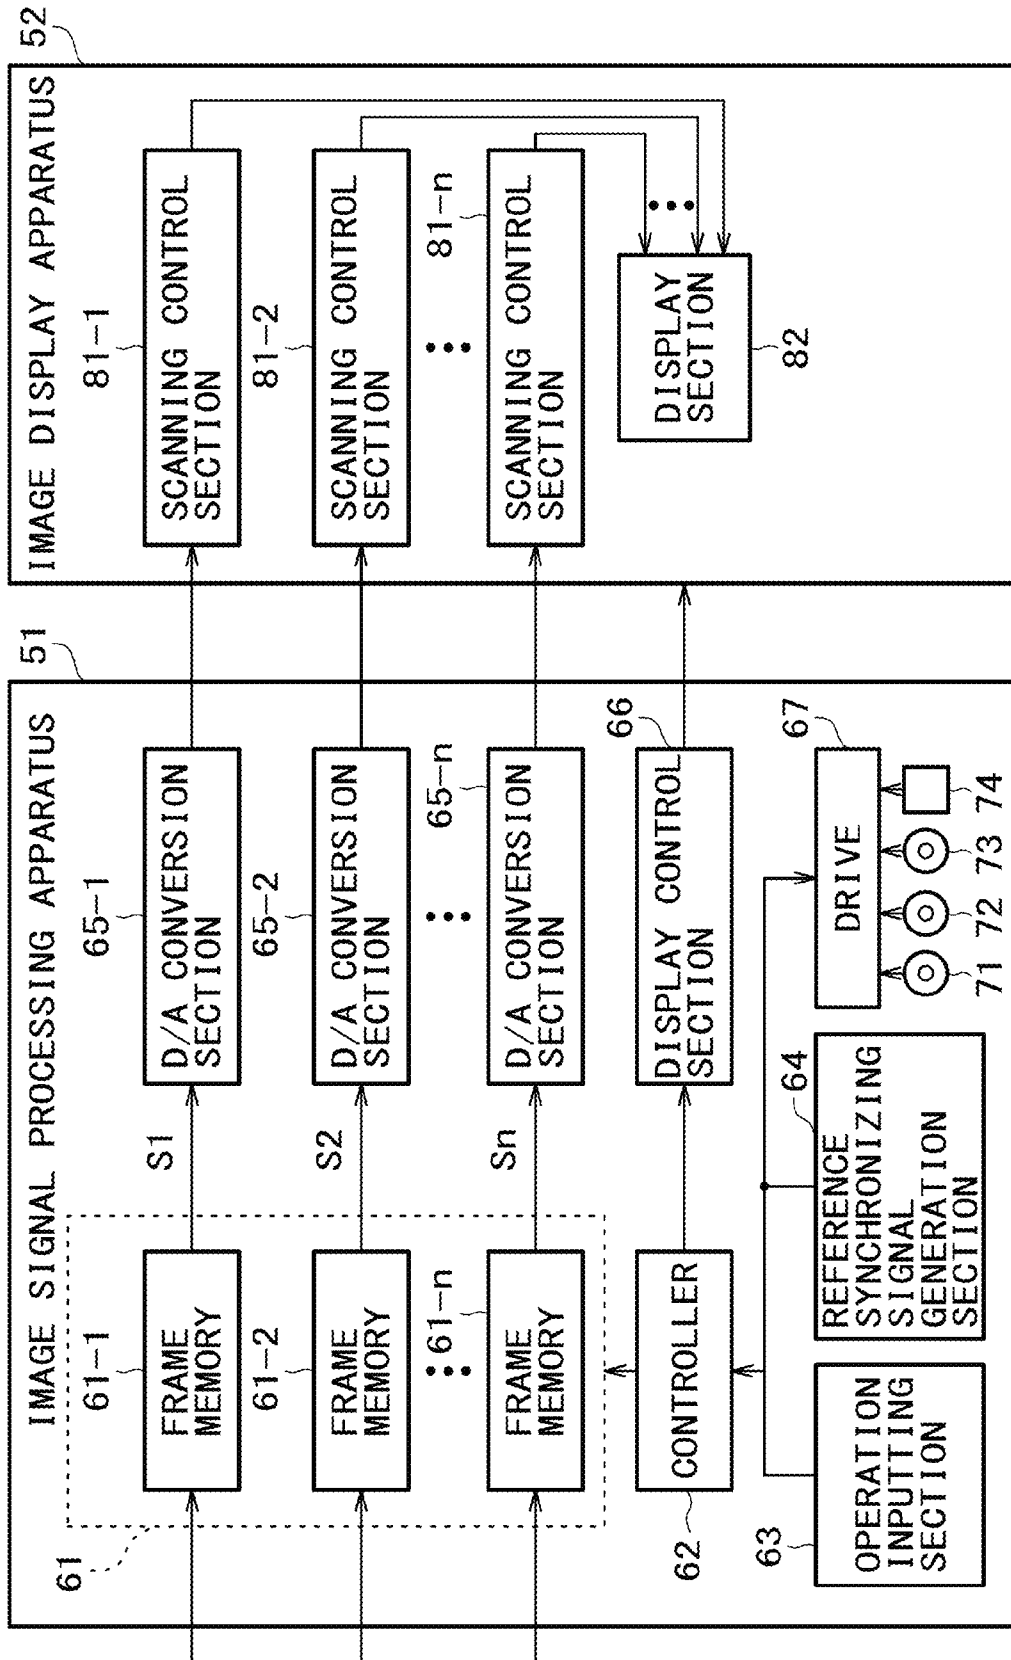 IMAGE SIGNAL PROCESSING APPARATUS
51
IMAGE DISPLAY APPARATUS
52
61
61-1
FRAME
MEMORY
S1
65-1
D/A CONVERSION
SECTION
81-1
SCANNING CONTROL
SECTION
61-2
FRAME
MEMORY
S2
65-2
D/A CONVERSION
SECTION
81-2
SCANNING CONTROL
SECTION
61-n
FRAME
MEMORY
Sn
65-n
D/A CONVERSION
SECTION
81-n
SCANNING CONTROL
SECTION
62
CONTROLLER
66
DISPLAY CONTROL
SECTION
DISPLAY
SECTION
82
63
OPERATION
INPUTTING
SECTION
64
REFERENCE
SYNCHRONIZING
SIGNAL
GENERATION
SECTION
67
DRIVE
71
72
73
74